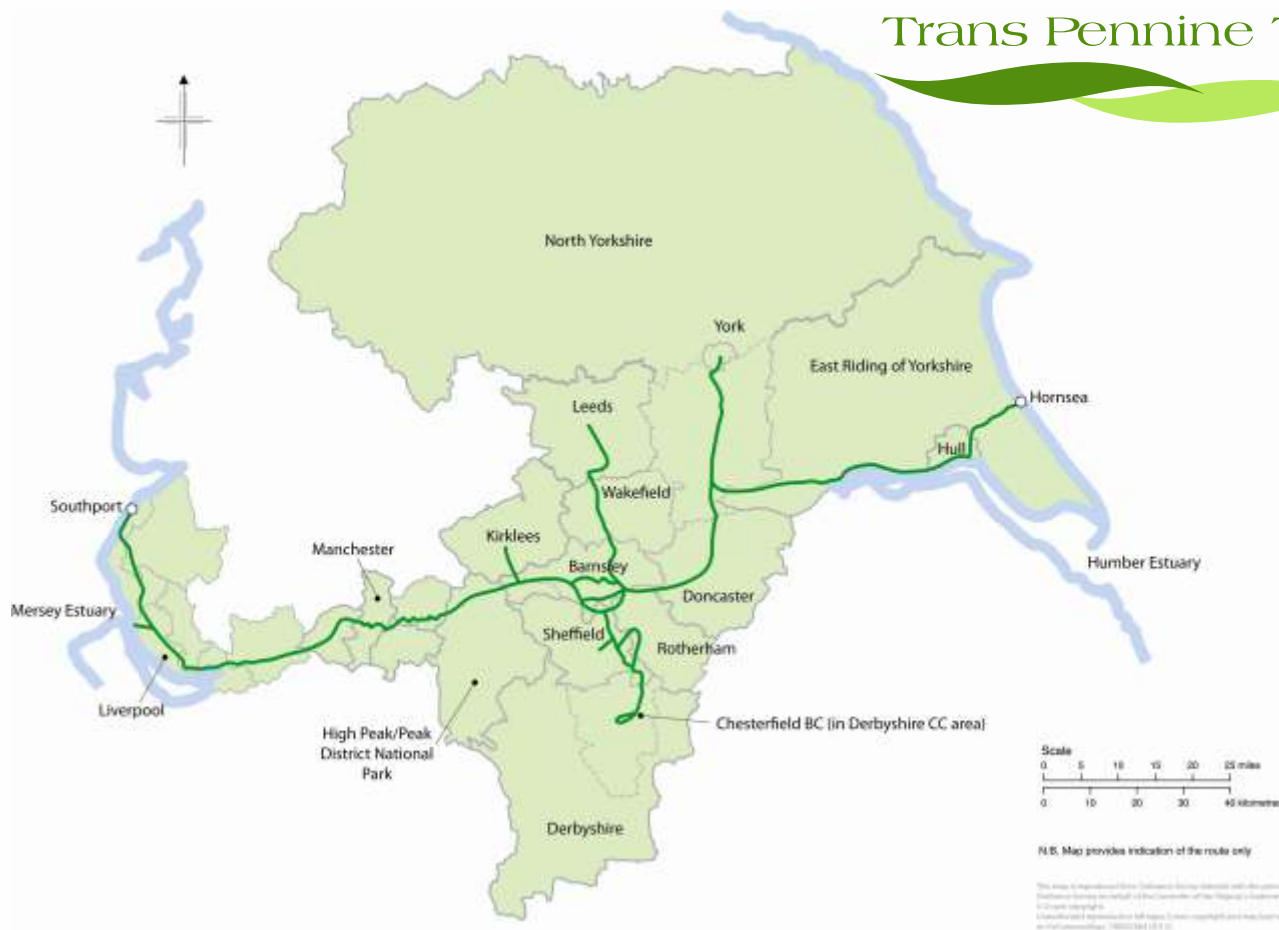 Trans Pennine T
North Yorkshire
York
East Riding of Yorkshire
Hornsea
Leeds
Hull
Wakefield
Southport
Kirklees
Manchester
Barnsley
Humber Estuary
Doncaster
Mersey Estuary
Sheffield
Rotherham
Liverpool
Chesterfield BC (in Derbyshire CC area)
High Peak/Peak
District National
Park
Derbyshire
Scale
0 5 10 15 20 25 miles
0 10 20 30 40 kilometres
N.B. Map provides indication of the route only